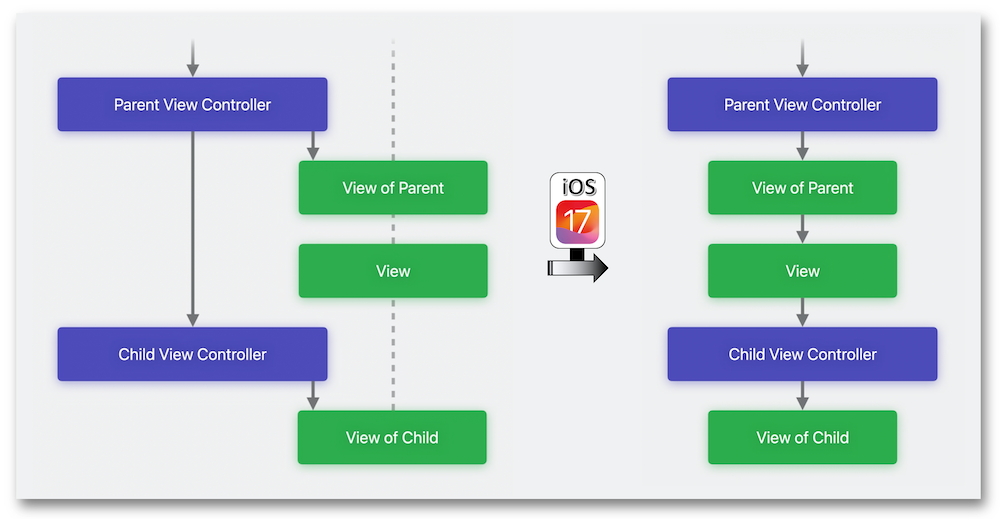 Parent View Controller
View of Parent
View
Child View Controller
View of Child
iOS
17
Parent View Controller
View of Parent
View
Child View Controller
View of Child